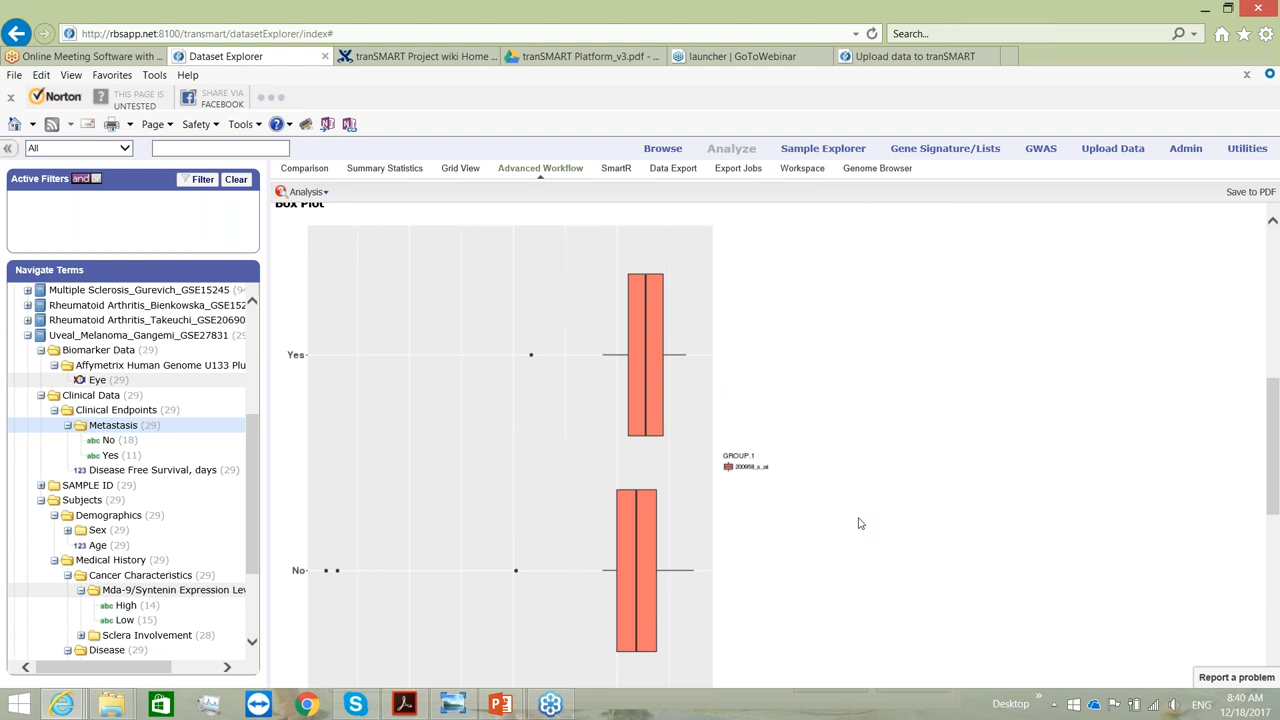 http://rbsapp.net:8100/transmart/datasetExplorer/index#
Search...
Online Meeting Software with ...
Dataset Explorer
tranSMART Project wiki Home ...
tranSMART Platform_v3.pdf - ...
launcher | GoToWebinar
Upload data to tranSMART
File Edit View Favorites Tools Help
Norton
THIS PAGE IS
UNTESTED
SHARE VIA
FACEBOOK
Page Safety Tools
All
Browse Analyze Sample Explorer Gene Signature/Lists GWAS Upload Data Admin Utilities
Active Filters and Filter Clear
Comparison Summary Statistics Grid View Advanced Workflow SmartR Data Export Export Jobs Workspace Genome Browser
Analysis
Save to PDF
Box Plot
Navigate Terms
Multiple Sclerosis_Gurevich_GSE15245 (94
Rheumatoid Arthritis_Bienkowska_GSE152
Rheumatoid Arthritis_Takeuchi_GSE20690
Uveal_Melanoma_Gangemi_GSE27831 (29
Biomarker Data (29)
Affymetrix Human Genome U133 Plu
Eye (29)
Clinical Data (29)
Clinical Endpoints (29)
Metastasis (29)
No (18)
Yes (11)
Disease Free Survival, days (29)
SAMPLE ID (29)
Subjects (29)
Demographics (29)
Sex (29)
Age (29)
Medical History (29)
Cancer Characteristics (29)
Mda-9/Syntenin Expression Lev
High (14)
Low (15)
Sclera Involvement (28)
Disease (29)
Yes
No
GROUP.1
200958_s_at
Report a problem
Desktop
ENG
8:40 AM
12/18/2017